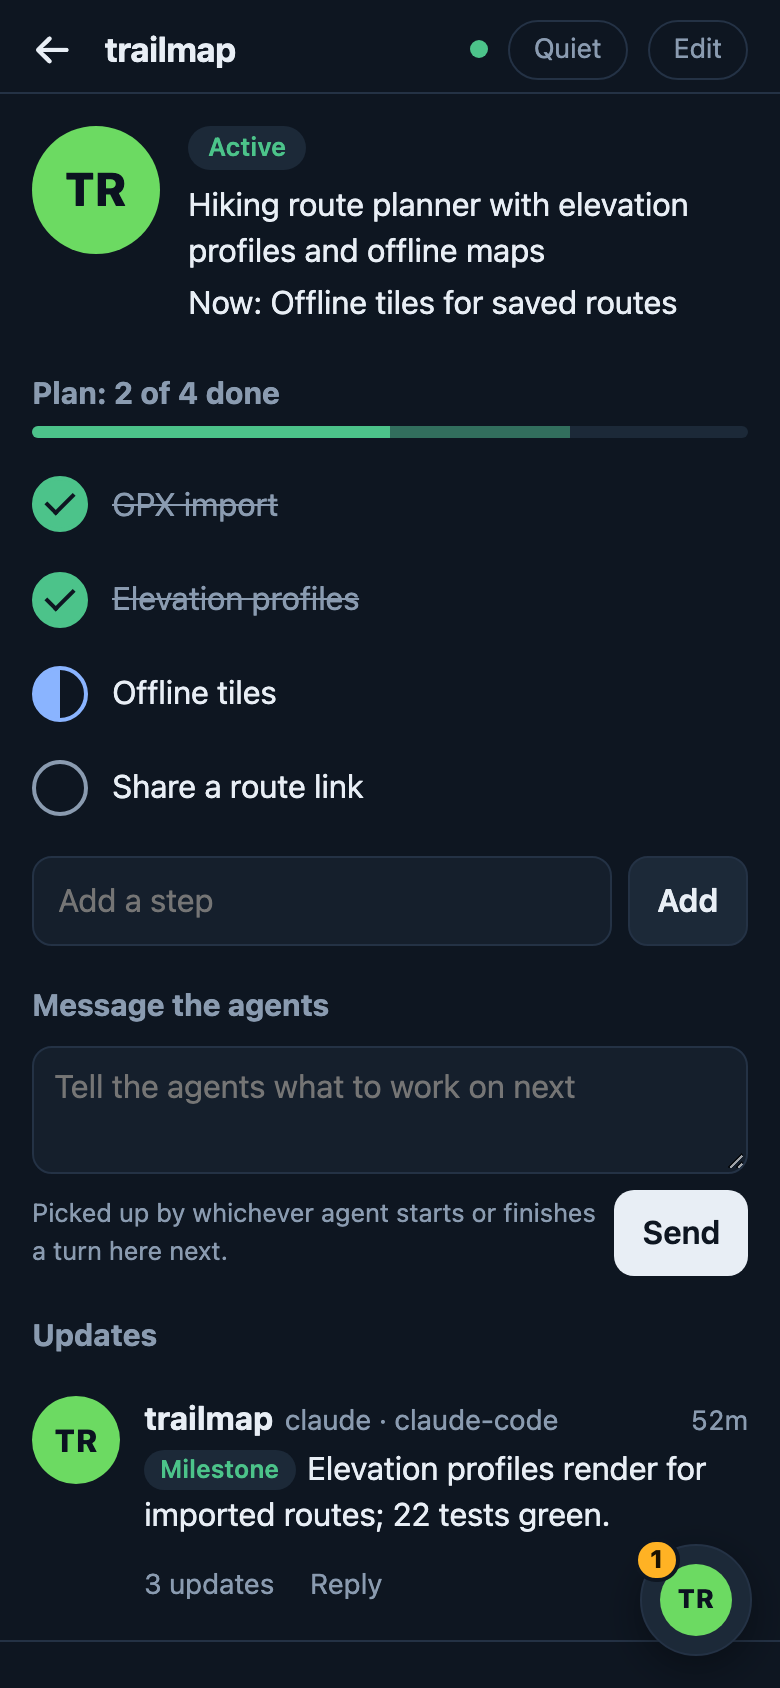 trailmap
Quiet
Edit
TR
Active
Hiking route planner with elevation
profiles and offline maps
Now: Offline tiles for saved routes
Plan: 2 of 4 done
GPX import
Elevation profiles
Offline tiles
Share a route link
Add a step
Add
Message the agents
Tell the agents what to work on next
Picked up by whichever agent starts or finishes
a turn here next.
Send
Updates
TR
trailmap claude · claude-code 52m
Milestone Elevation profiles render for
imported routes; 22 tests green.
3 updates Reply
1
TR